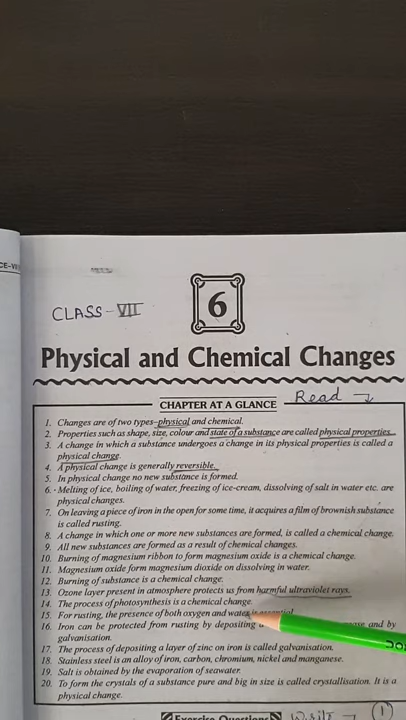 CE-VII
CLASS-VII
6
Physical and Chemical Changes
CHAPTER AT A GLANCE Read
1. Changes are of two types–physical and chemical.
2. Properties such as shape, size, colour and state of a substance are called physical properties.
3. A change in which a substance undergoes a change in its physical properties is called a
physical change.
4. A physical change is generally reversible.
5. In physical change no new substance is formed.
6. Melting of ice, boiling of water, freezing of ice-cream, dissolving of salt in water etc. are
physical changes.
7. On leaving a piece of iron in the open for some time, it acquires a film of brownish substance
is called rusting.
8. A change in which one or more new substances are formed, is called a chemical change.
9. All new substances are formed as a result of chemical changes.
10. Burning of magnesium ribbon to form magnesium oxide is a chemical change.
11. Magnesium oxide form magnesium dioxide on dissolving in water.
12. Burning of substance is a chemical change.
13. Ozone layer present in atmosphere protects us from harmful ultraviolet rays.
14. The process of photosynthesis is a chemical change.
15. For rusting, the presence of both oxygen and water is essential.
16. Iron can be protected from rusting by depositing and by
galvanisation.
17. The process of depositing a layer of zinc on iron is called galvanisation.
18. Stainless steel is an alloy of iron, carbon, chromium, nickel and manganese.
19. Salt is obtained by the evaporation of seawater.
20. To form the crystals of a substance pure and big in size is called crystallisation. It is a
physical change.
Exercise Questions Write 1